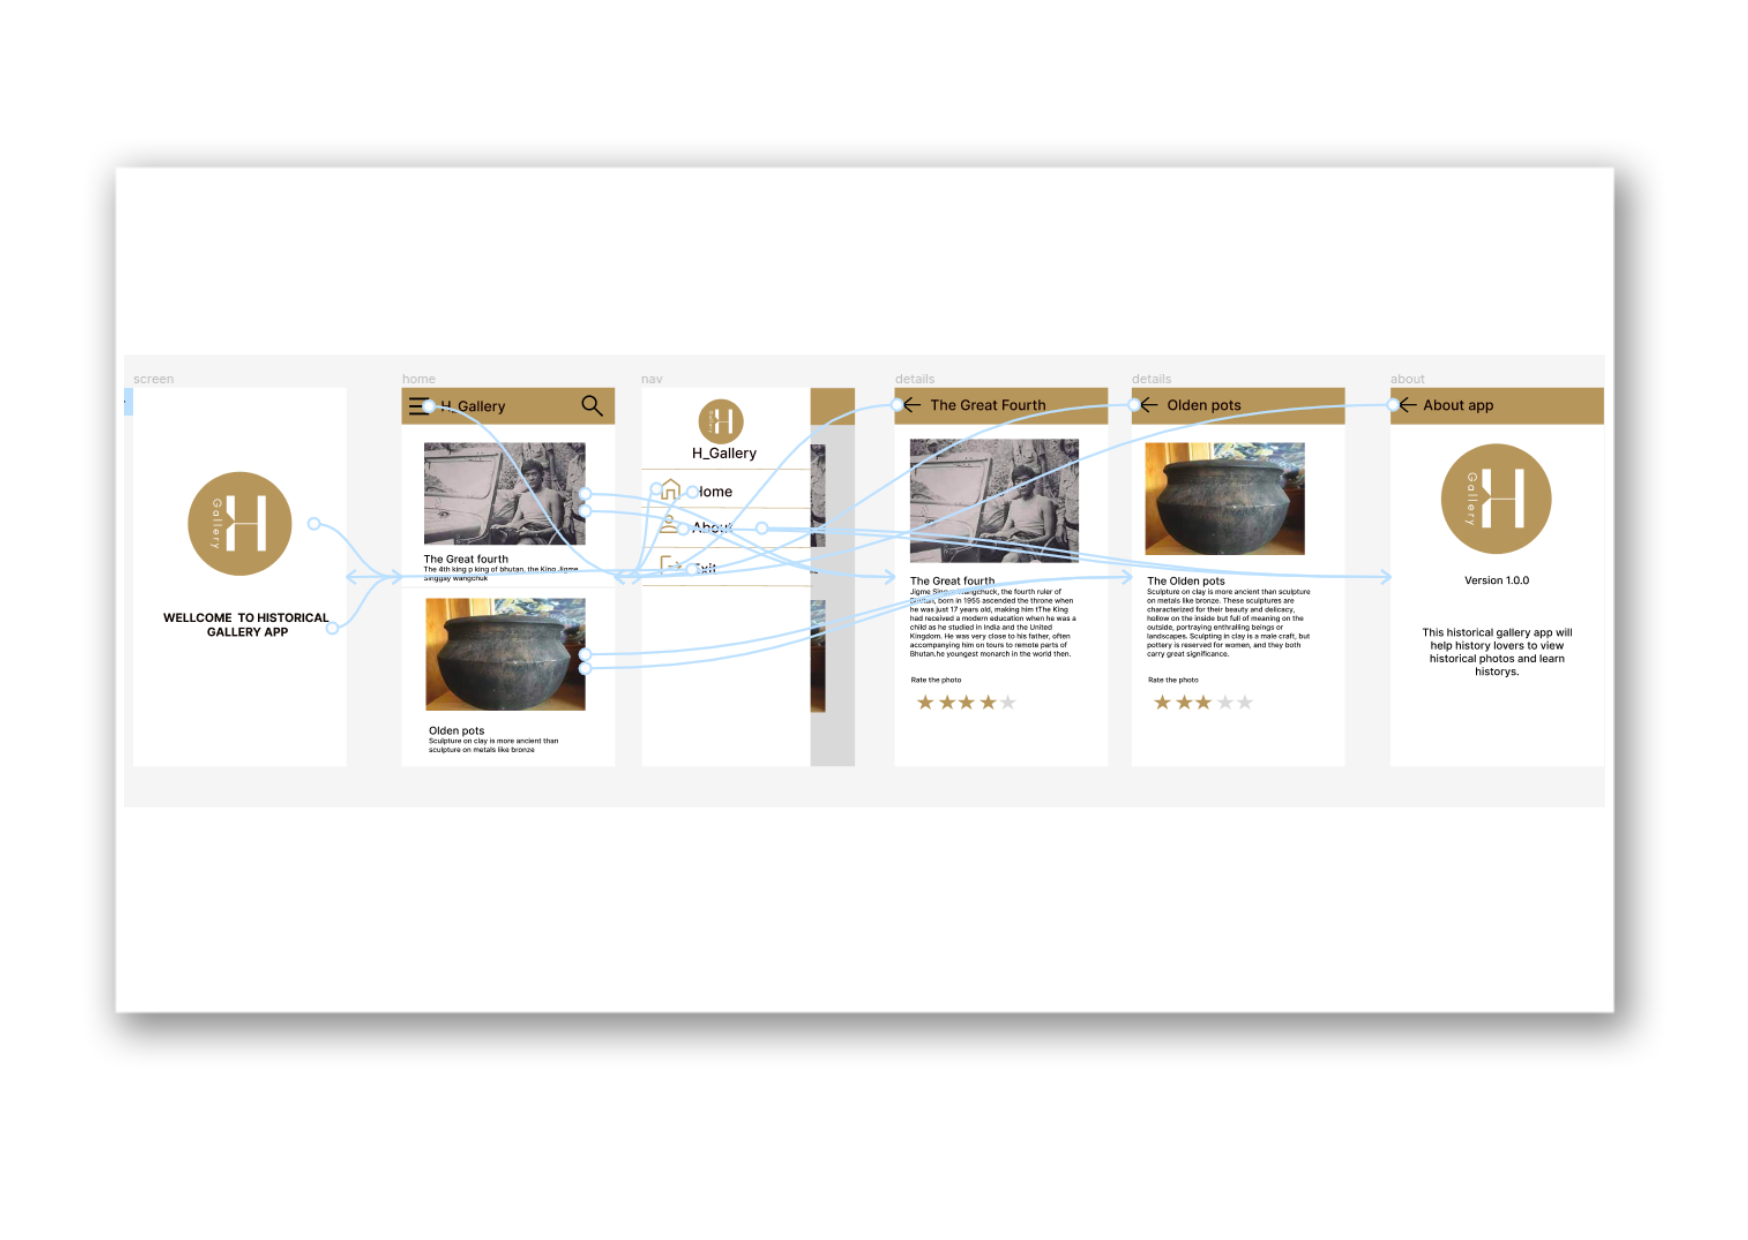 screen
Gallery
H
WELLCOME TO HISTORICAL
GALLERY APP
home
H_Gallery
The Great fourth
The 4th king p king of bhutan, the King Jigme
Singgay wangchuk
Olden pots
Sculpture on clay is more ancient than
sculpture on metals like bronze
nav
Gallery
H
H_Gallery
Home
About
Exit
details
The Great Fourth
The Great fourth
Jigme Singye Wangchuck, the fourth ruler of
Bhutan, born in 1955 ascended the throne when
he was just 17 years old, making him tThe King
had received a modern education when he was a
child as he studied in India and the United
Kingdom. He was very close to his father, often
accompanying him on tours to remote parts of
Bhutan.he youngest monarch in the world then.
Rate the photo
details
Olden pots
The Olden pots
Sculpture on clay is more ancient than sculpture
on metals like bronze. These sculptures are
characterized for their beauty and delicacy,
hollow on the inside but full of meaning on the
outside, portraying enthralling beings or
landscapes. Sculpting in clay is a male craft, but
pottery is reserved for women, and they both
carry great significance.
Rate the photo
about
About app
Gallery
H
Version 1.0.0
This historical gallery app will
help history lovers to view
historical photos and learn
historys.